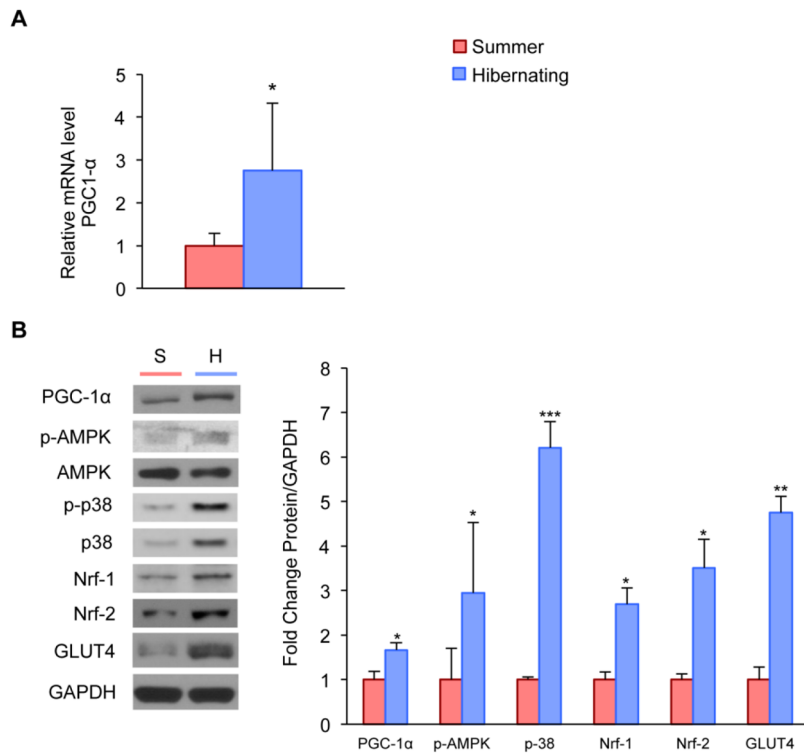 A
Summer
Hibernating
Relative mRNA level
PGC1-α
5
4
3
2
1
0
*
B
S H
PGC-1α
p-AMPK
AMPK
p-p38
p38
Nrf-1
Nrf-2
GLUT4
GAPDH
Fold Change Protein/GAPDH
8
7
6
5
4
3
2
1
0
* * *** * * **
PGC-1α p-AMPK p-38 Nrf-1 Nrf-2 GLUT4